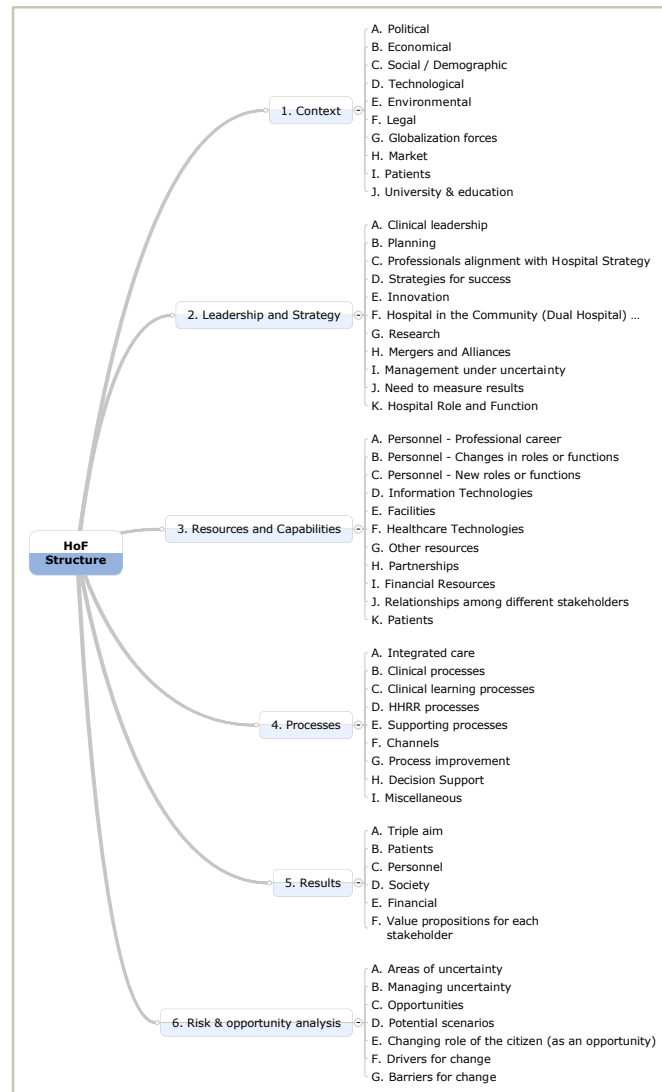 HoF
Structure
1. Context
A. Political
B. Economical
C. Social / Demographic
D. Technological
E. Environmental
F. Legal
G. Globalization forces
H. Market
I. Patients
J. University & education
2. Leadership and Strategy
A. Clinical leadership
B. Planning
C. Professionals alignment with Hospital Strategy
D. Strategies for success
E. Innovation
F. Hospital in the Community (Dual Hospital) ...
G. Research
H. Mergers and Alliances
I. Management under uncertainty
J. Need to measure results
K. Hospital Role and Function
3. Resources and Capabilities
A. Personnel - Professional career
B. Personnel - Changes in roles or functions
C. Personnel - New roles or functions
D. Information Technologies
E. Facilities
F. Healthcare Technologies
G. Other resources
H. Partnerships
I. Financial Resources
J. Relationships among different stakeholders
K. Patients
4. Processes
A. Integrated care
B. Clinical processes
C. Clinical learning processes
D. HHRR processes
E. Supporting processes
F. Channels
G. Process improvement
H. Decision Support
I. Miscellaneous
5. Results
A. Triple aim
B. Patients
C. Personnel
D. Society
E. Financial
F. Value propositions for each
stakeholder
6. Risk & opportunity analysis
A. Areas of uncertainty
B. Managing uncertainty
C. Opportunities
D. Potential scenarios
E. Changing role of the citizen (as an opportunity)
F. Drivers for change
G. Barriers for change